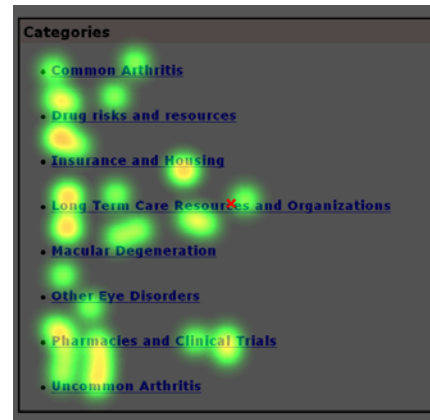 Categories
Common Arthritis
Drug risks and resources
Insurance and Housing
Long Term Care Resources and Organizations
Macular Degeneration
Other Eye Disorders
Pharmacies and Clinical Trials
Uncommon Arthritis